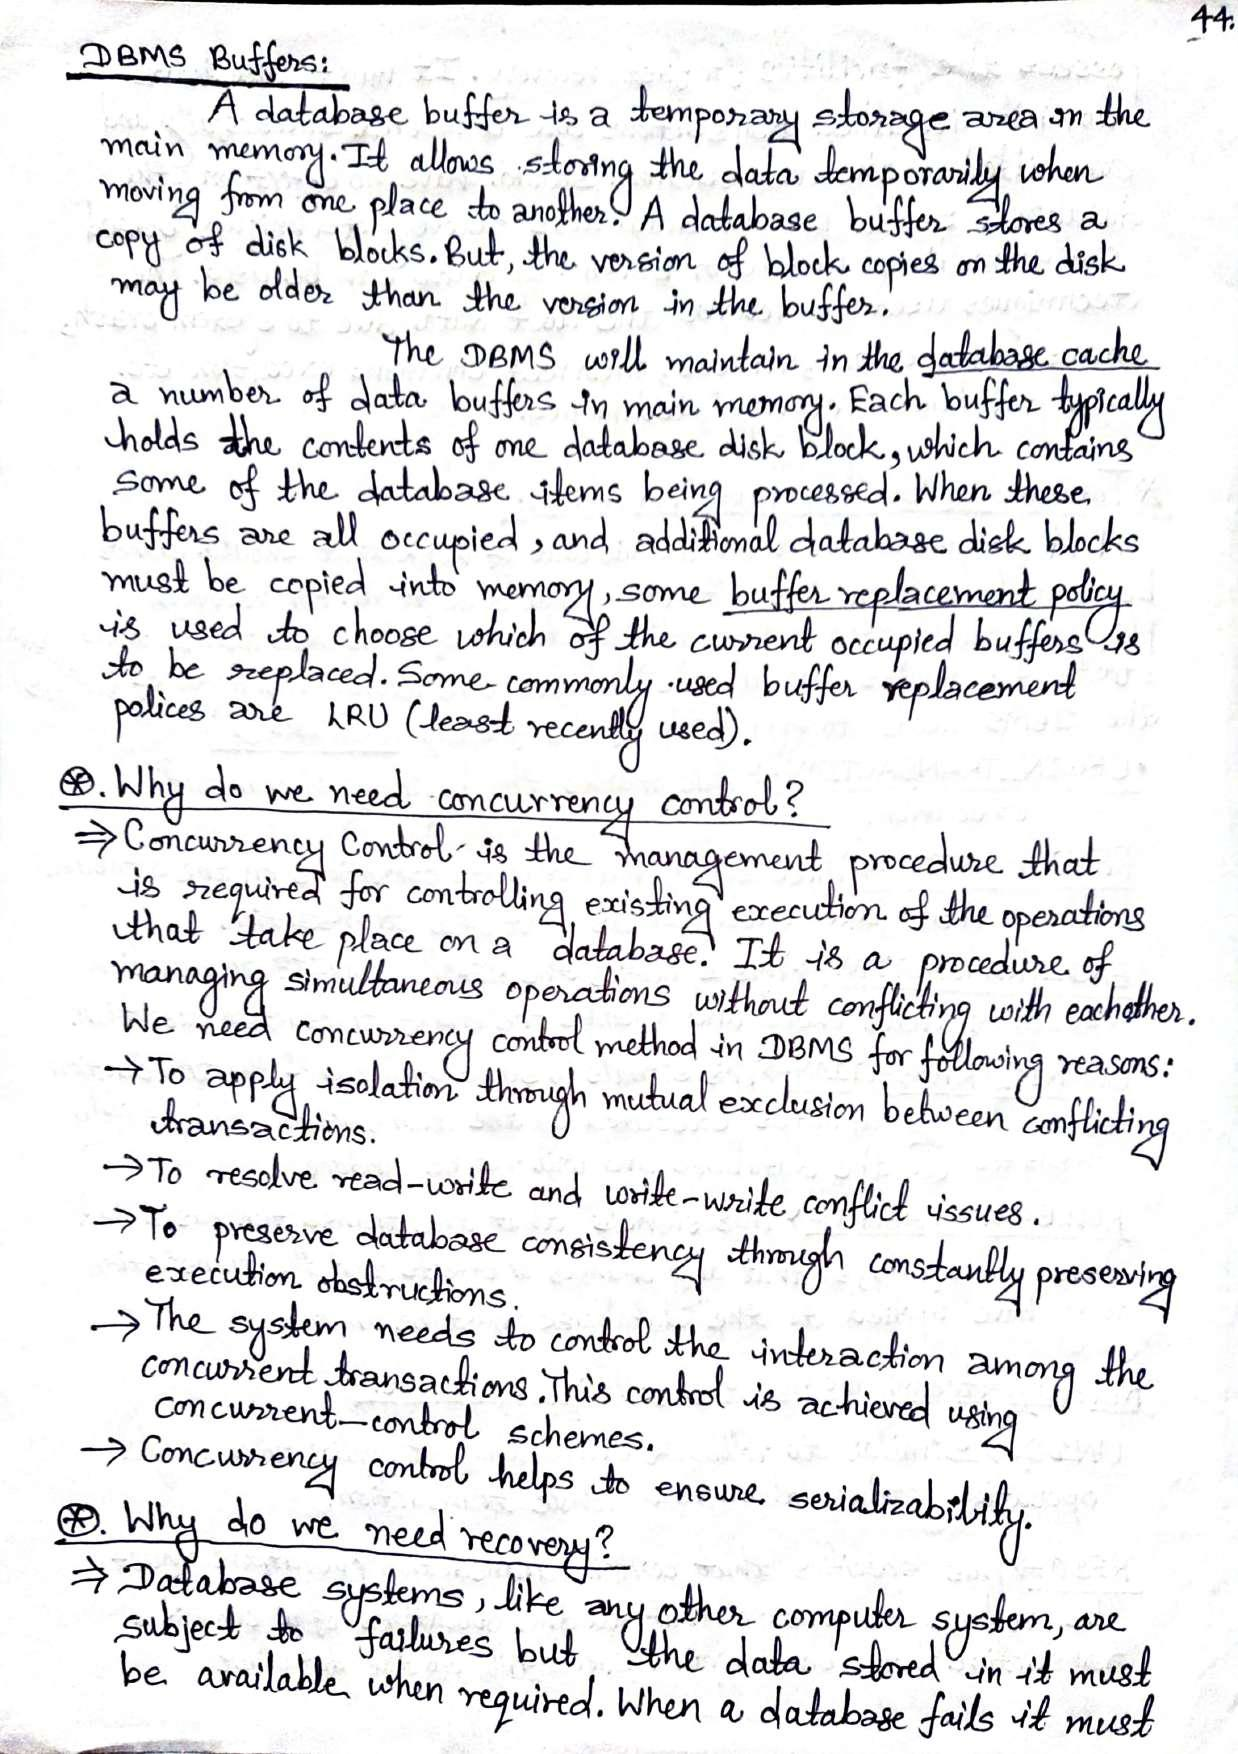 44.
DBMS Buffers:
A database buffer is a temporary storage area in the
main memory. It allows storing the data temporarily when
moving from one place to another. A database buffer stores a
copy of disk blocks. But, the version of block copies on the disk
may be older than the version in the buffer.
The DBMS will maintain in the database cache
a number of data buffers in main memory. Each buffer typically
holds the contents of one database disk block, which contains
some of the database items being processed. When these
buffers are all occupied, and additional database disk blocks
must be copied into memory, some buffer replacement policy
is used to choose which of the current occupied buffers is
to be replaced. Some commonly used buffer replacement
polices are LRU (least recently used).
⊛. Why do we need concurrency control?
⇒ Concurrency Control is the management procedure that
is required for controlling existing execution of the operations
that take place on a database. It is a procedure of
managing simultaneous operations without conflicting with eachother.
We need concurrency control method in DBMS for following reasons:
→ To apply isolation through mutual exclusion between conflicting
transactions.
→ To resolve read-write and write-write conflict issues.
→ To preserve database consistency through constantly preserving
execution obstructions.
→ The system needs to control the interaction among the
concurrent transactions. This control is achieved using
concurrent-control schemes.
→ Concurrency control helps to ensure serializability.
⊛. Why do we need recovery?
⇒ Database systems, like any other computer system, are
subject to failures but the data stored in it must
be available when required. When a database fails it must